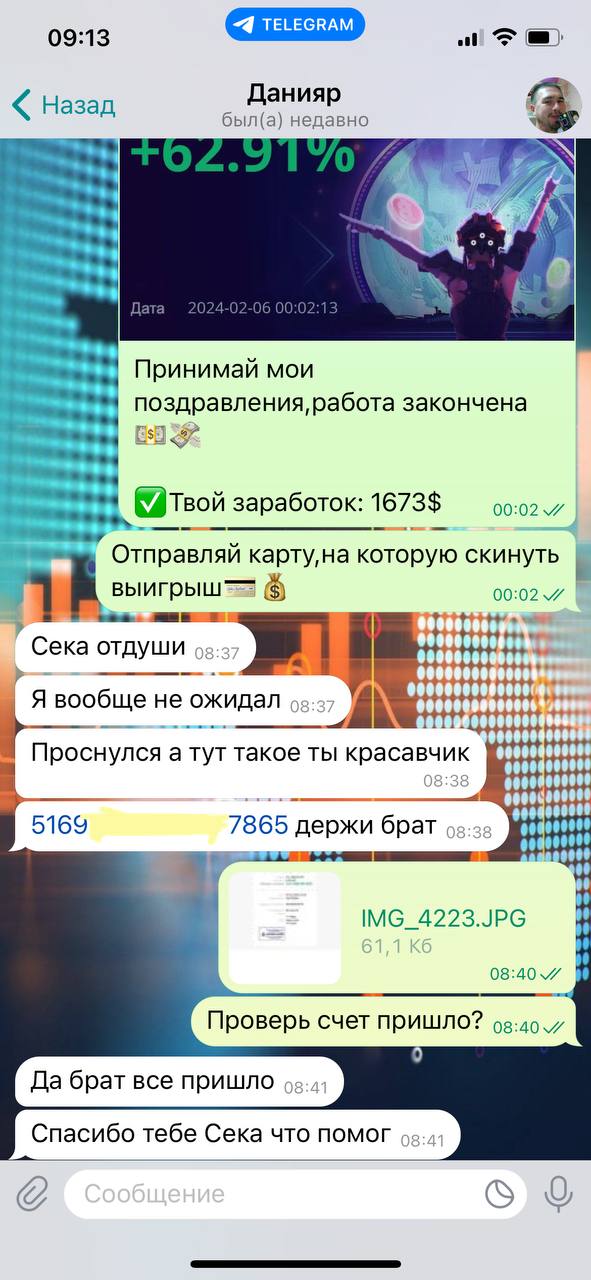 09:13
TELEGRAM
Назад
Данияр
был(а) недавно
+62.91%
Дата 2024-02-06 00:02:13
Принимай мои
поздравления,работа закончена
Твой заработок: 1673$ 00:02
Отправляй карту,на которую скинуть
выигрыш 00:02
Сека отдуши 08:37
Я вообще не ожидал 08:37
Проснулся а тут такое ты красавчик
08:38
5169 7865 держи брат 08:38
IMG_4223.JPG
61,1 Кб
08:40
Проверь счет пришло? 08:40
Да брат все пришло 08:41
Спасибо тебе Сека что помог 08:41
Сообщение